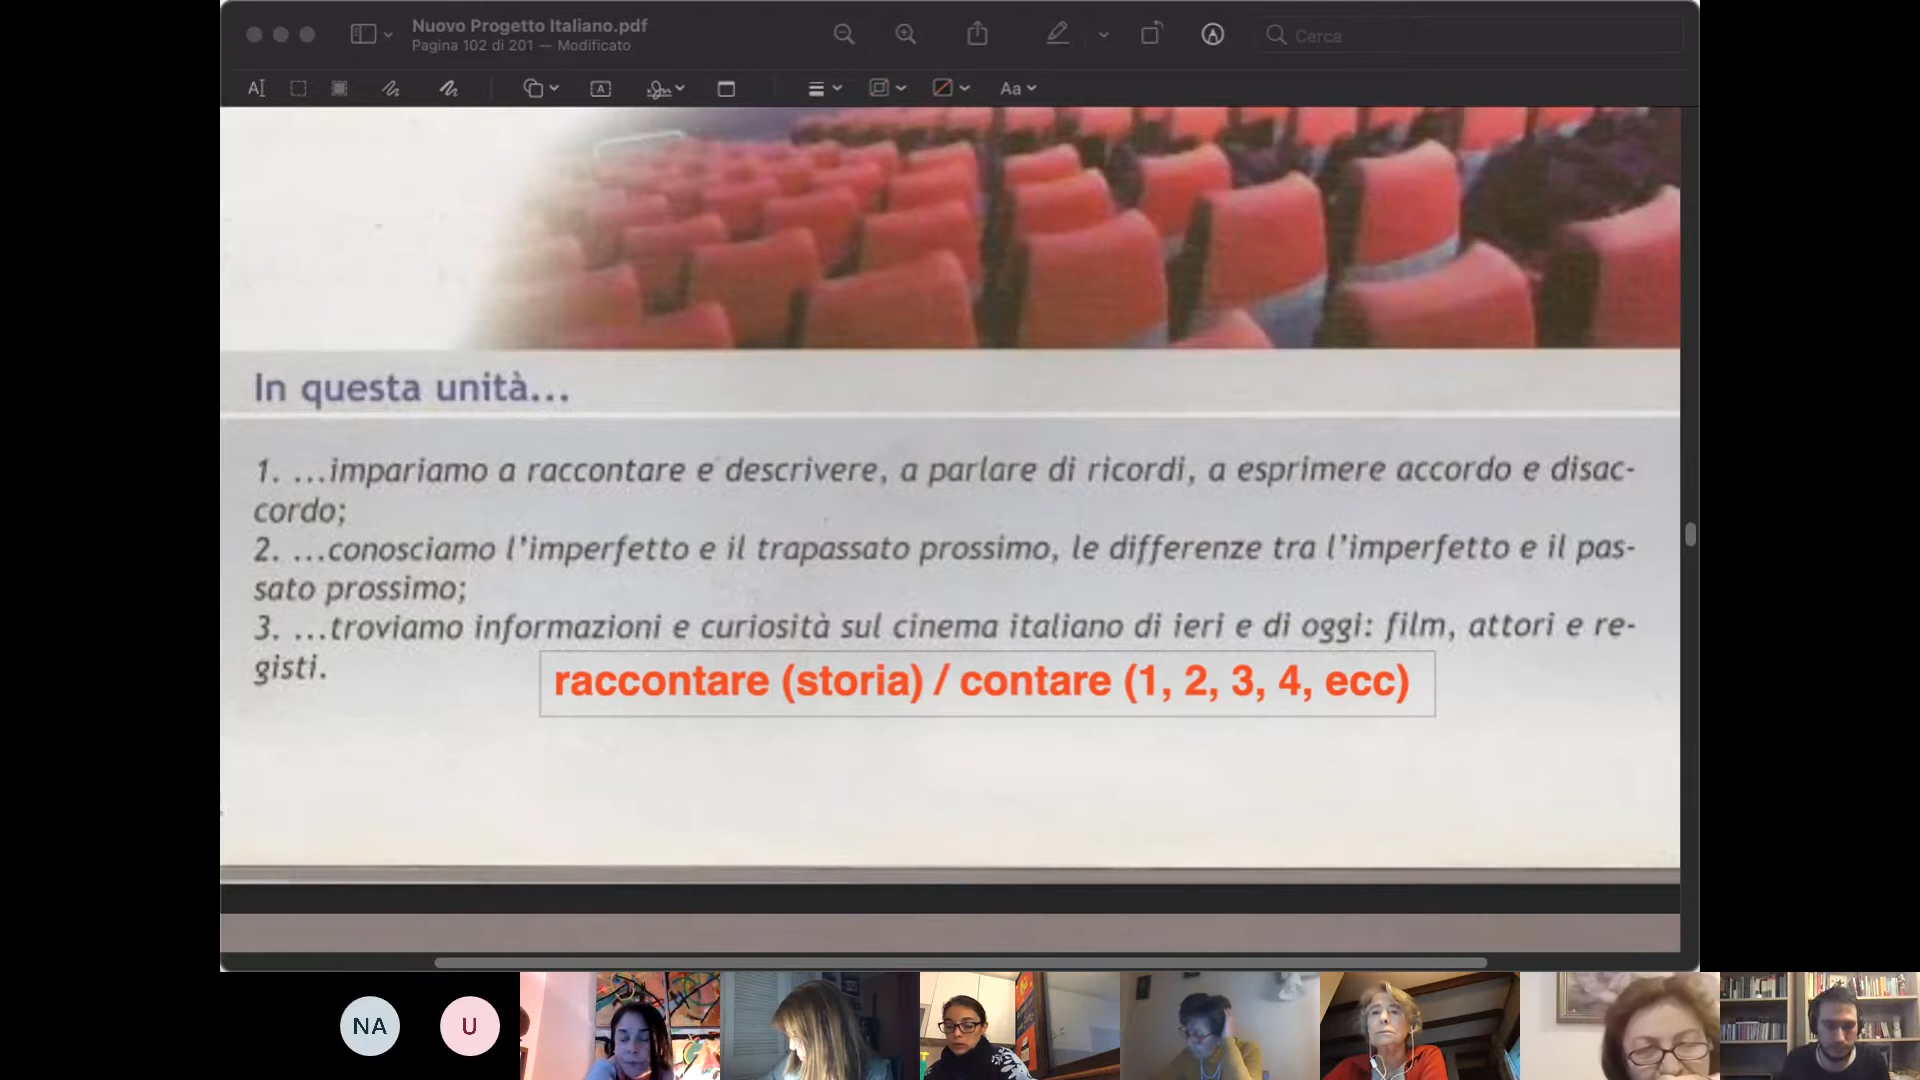 Nuovo Progetto Italiano.pdf
Pagina 102 di 201 — Modificato
Cerca
AI
A
Aa
In questa unità...
1. ...impariamo a raccontare e descrivere, a parlare di ricordi, a esprimere accordo e disac-
cordo;
2. ...conosciamo l'imperfetto e il trapassato prossimo, le differenze tra l'imperfetto e il pas-
sato prossimo;
3. ...troviamo informazioni e curiosità sul cinema italiano di ieri e di oggi: film, attori e re-
gisti.
raccontare (storia) / contare (1, 2, 3, 4, ecc)
NA
U